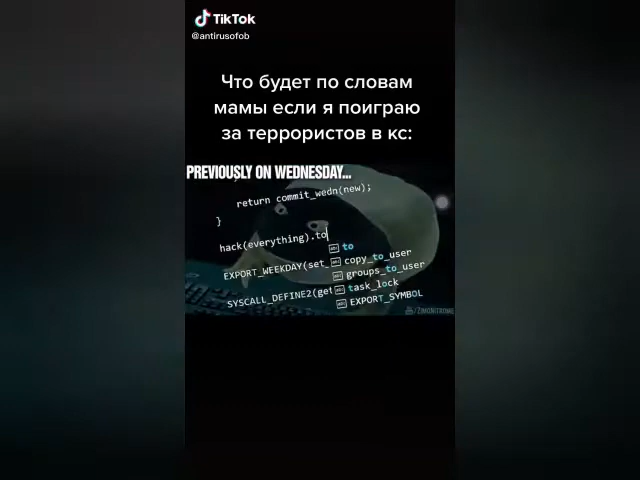 TikTok
@antirusofob
Что будет по словам
мамы если я поиграю
за террористов в кс:
PREVIOUSLY ON WEDNESDAY...
return commit_wedn(new);
}
hack(everything).to
to
EXPORT_WEEKDAY(set_
copy_to_user
groups_to_user
SYSCALL_DEFINE2(get
task_lock
EXPORT_SYMBOL